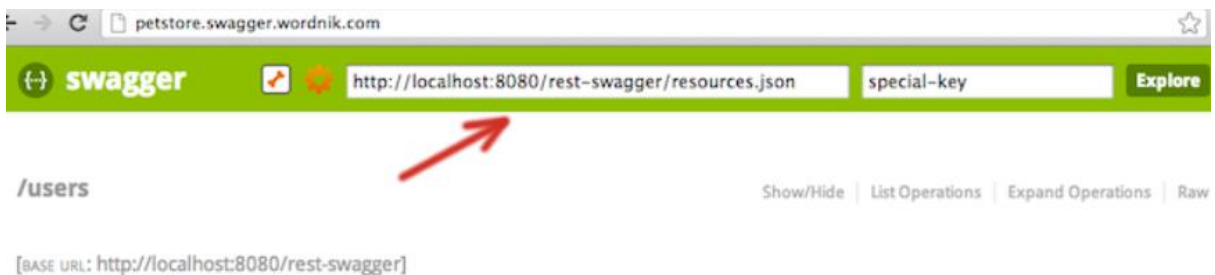 petstore.swagger.wordnik.com
{··} swagger http://localhost:8080/rest-swagger/resources.json special-key Explore
/users Show/Hide List Operations Expand Operations Raw
[BASE URL: http://localhost:8080/rest-swagger]